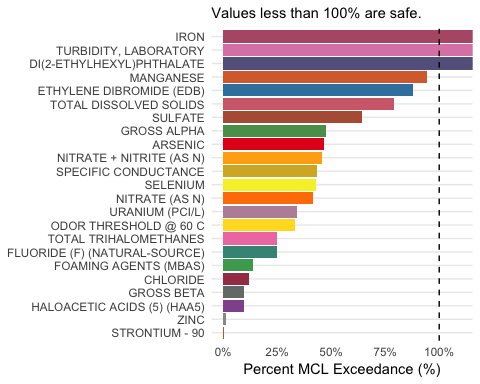 Values less than 100% are safe.
IRON
TURBIDITY, LABORATORY
DI(2-ETHYLHEXYL)PHTHALATE
MANGANESE
ETHYLENE DIBROMIDE (EDB)
TOTAL DISSOLVED SOLIDS
SULFATE
GROSS ALPHA
ARSENIC
NITRATE + NITRITE (AS N)
SPECIFIC CONDUCTANCE
SELENIUM
NITRATE (AS N)
URANIUM (PCI/L)
ODOR THRESHOLD @ 60 C
TOTAL TRIHALOMETHANES
FLUORIDE (F) (NATURAL-SOURCE)
FOAMING AGENTS (MBAS)
CHLORIDE
GROSS BETA
HALOACETIC ACIDS (5) (HAA5)
ZINC
STRONTIUM - 90
0% 25% 50% 75% 100%
Percent MCL Exceedance (%)